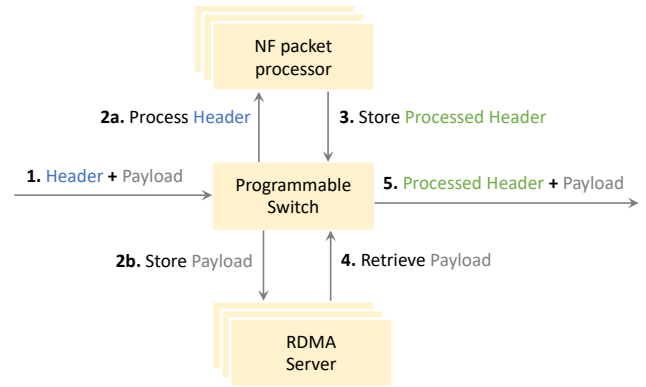 NF packet
processor
2a. Process Header
3. Store Processed Header
1. Header + Payload
Programmable
Switch
5. Processed Header + Payload
2b. Store Payload
4. Retrieve Payload
RDMA
Server